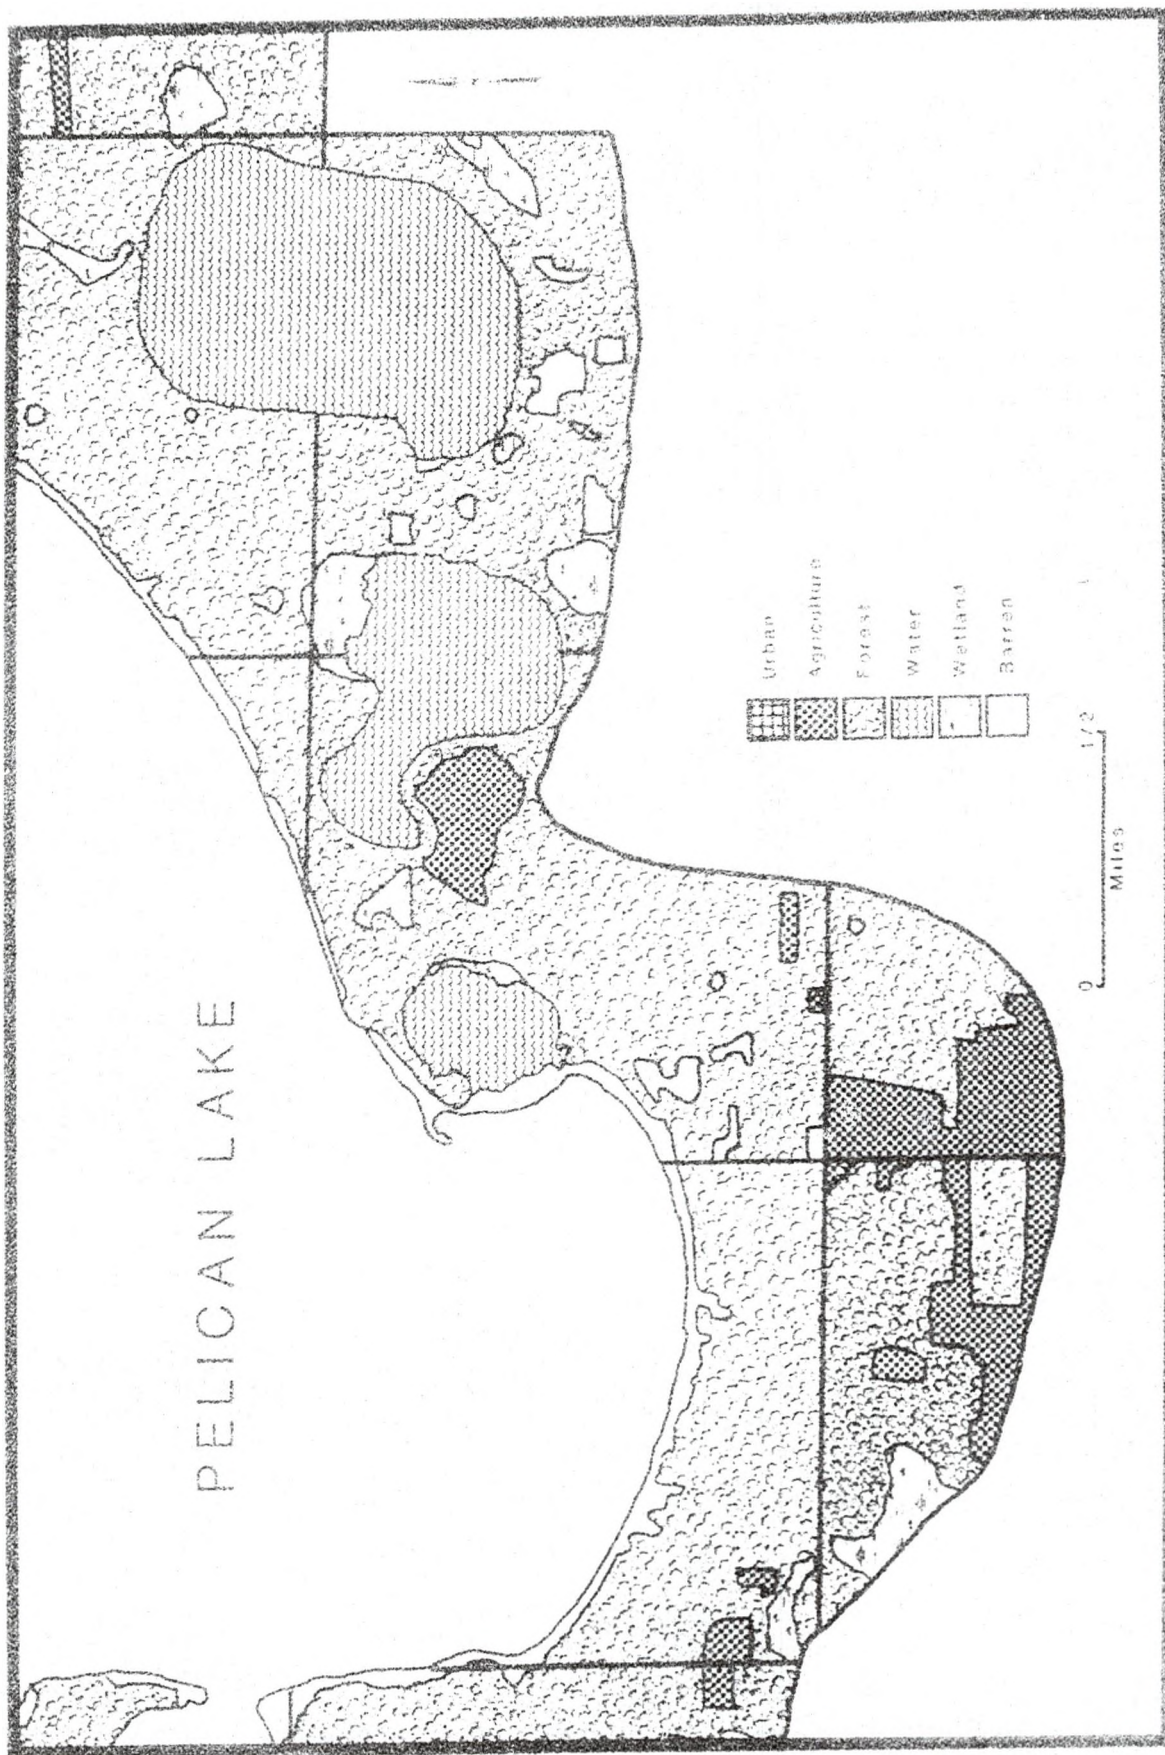 PELICAN LAKE
Urban
Agriculture
Forest
Water
Wetland
Barren
0 1/2
Miles